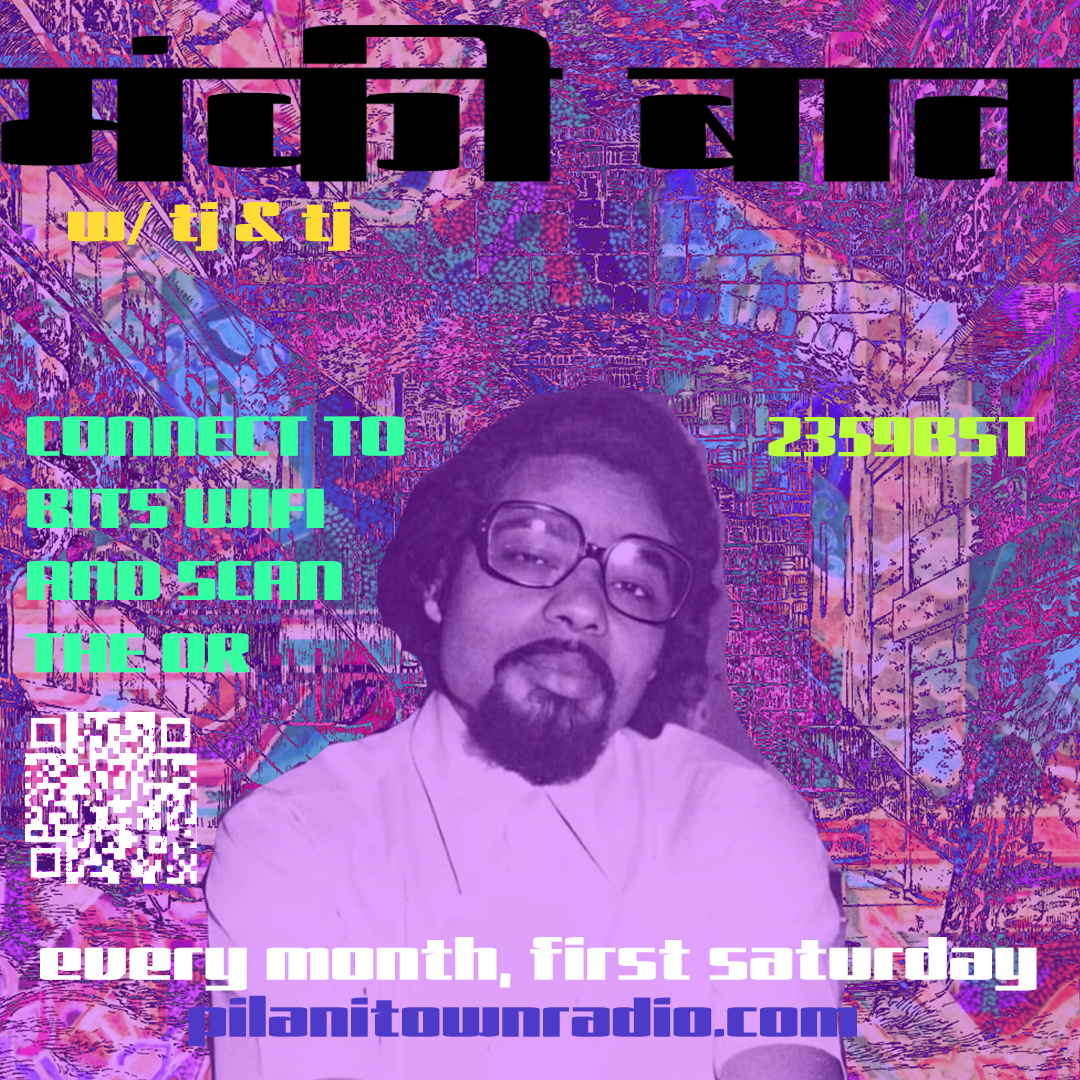 मंकी बात
w/ tj & tj
CONNECT TO
BITS WIFI
AND SCAN
THE QR
2359BST
every month, first saturday
pilanitownradio.com